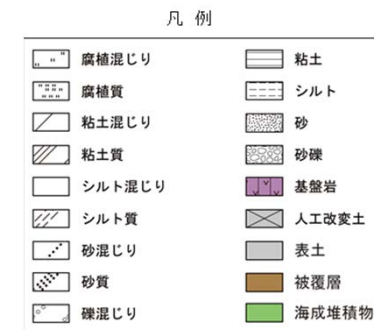 凡 例
腐植混じり
腐植質
粘土混じり
粘土質
シルト混じり
シルト質
砂混じり
砂質
礫混じり
粘土
シルト
砂
砂礫
基盤岩
人工改変土
表土
被覆層
海成堆積物